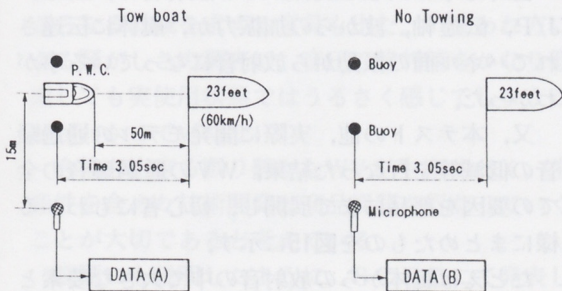 Tow boat
P. W. C.
23feet
(60km/h)
50m
15m
Time 3.05sec
DATA(A)
No Towing
Buoy
23feet
Buoy
Time 3.05sec
Microphone
DATA(B)